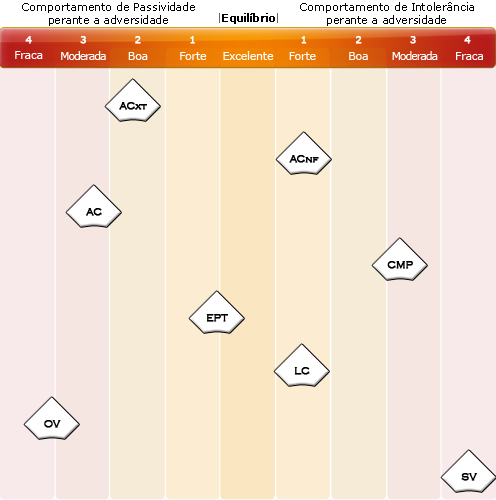 Comportamento de Passividade
perante a adversidade
|Equilíbrio|
Comportamento de Intolerância
perante a adversidade
4 3 2 1 1 2 3 4
Fraca Moderada Boa Forte Excelente Forte Boa Moderada Fraca
ACXT
ACNF
AC
CMP
EPT
LC
OV
SV